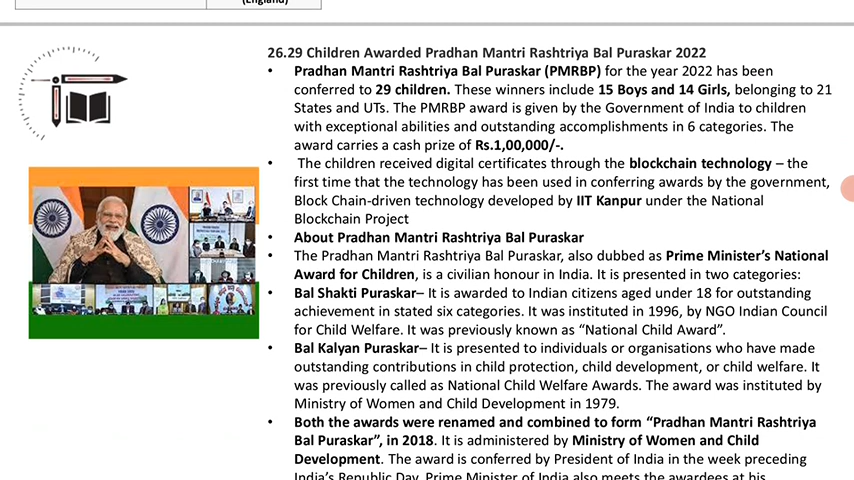 (England)
26.29 Children Awarded Pradhan Mantri Rashtriya Bal Puraskar 2022
• Pradhan Mantri Rashtriya Bal Puraskar (PMRBP) for the year 2022 has been
conferred to 29 children. These winners include 15 Boys and 14 Girls, belonging to 21
States and UTs. The PMRBP award is given by the Government of India to children
with exceptional abilities and outstanding accomplishments in 6 categories. The
award carries a cash prize of Rs.1,00,000/-.
• The children received digital certificates through the blockchain technology – the
first time that the technology has been used in conferring awards by the government,
Block Chain-driven technology developed by IIT Kanpur under the National
Blockchain Project
• About Pradhan Mantri Rashtriya Bal Puraskar
• The Pradhan Mantri Rashtriya Bal Puraskar, also dubbed as Prime Minister’s National
Award for Children, is a civilian honour in India. It is presented in two categories:
• Bal Shakti Puraskar– It is awarded to Indian citizens aged under 18 for outstanding
achievement in stated six categories. It was instituted in 1996, by NGO Indian Council
for Child Welfare. It was previously known as “National Child Award”.
• Bal Kalyan Puraskar– It is presented to individuals or organisations who have made
outstanding contributions in child protection, child development, or child welfare. It
was previously called as National Child Welfare Awards. The award was instituted by
Ministry of Women and Child Development in 1979.
• Both the awards were renamed and combined to form “Pradhan Mantri Rashtriya
Bal Puraskar”, in 2018. It is administered by Ministry of Women and Child
Development. The award is conferred by President of India in the week preceding
India’s Republic Day. Prime Minister of India also meets the awardees at his